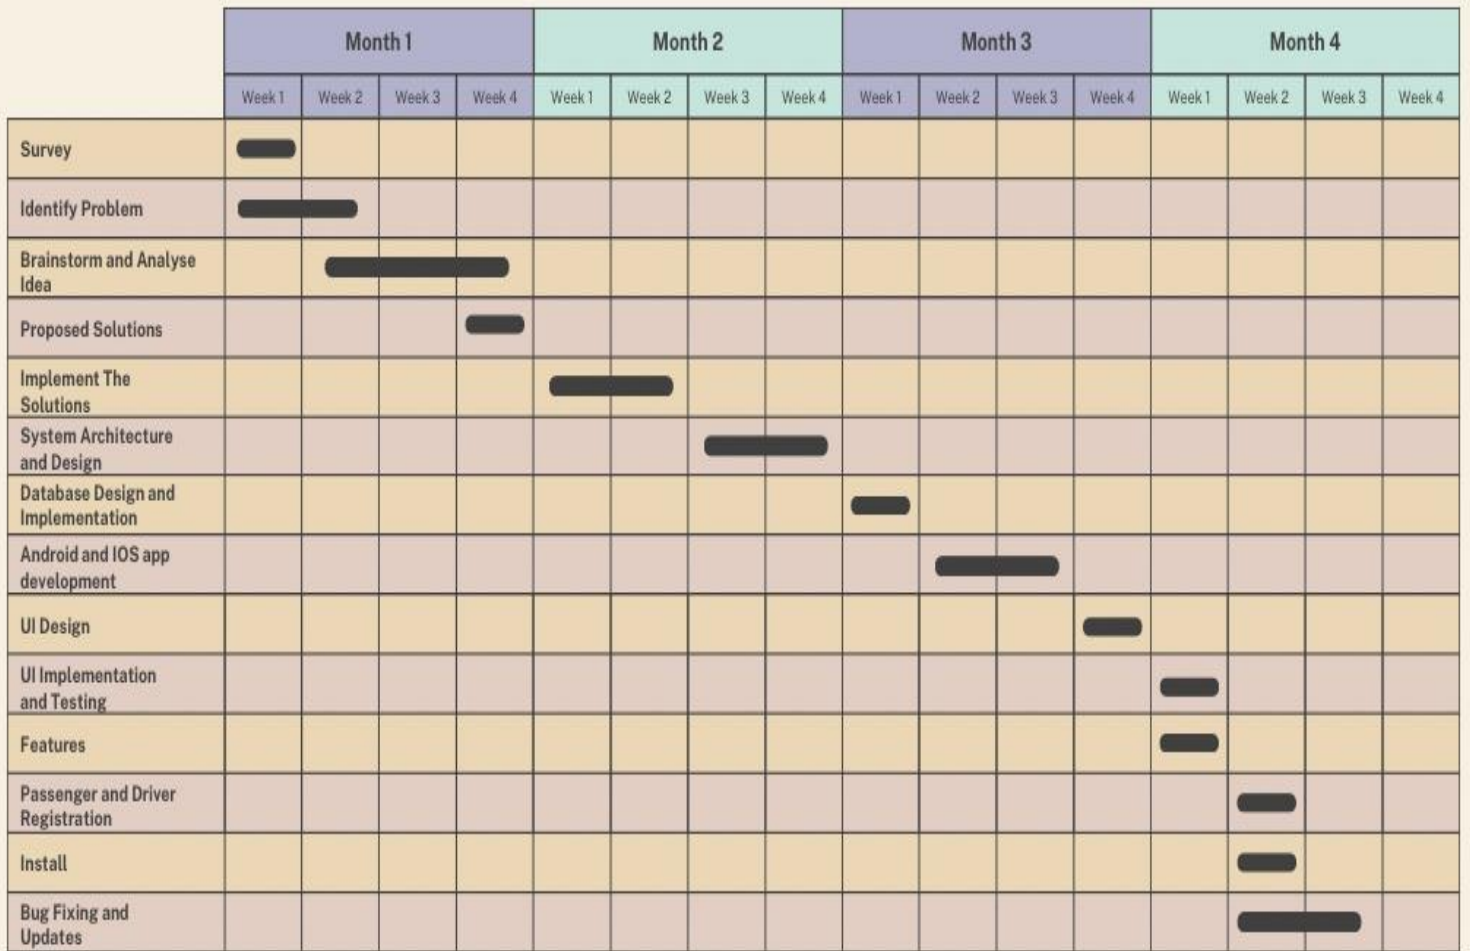 Month 1 Month 2 Month 3 Month 4
Week 1 Week 2 Week 3 Week 4 Week 1 Week 2 Week 3 Week 4 Week 1 Week 2 Week 3 Week 4 Week 1 Week 2 Week 3 Week 4
Survey
Identify Problem
Brainstorm and Analyse
Idea
Proposed Solutions
Implement The
Solutions
System Architecture
and Design
Database Design and
Implementation
Android and IOS app
development
UI Design
UI Implementation
and Testing
Features
Passenger and Driver
Registration
Install
Bug Fixing and
Updates